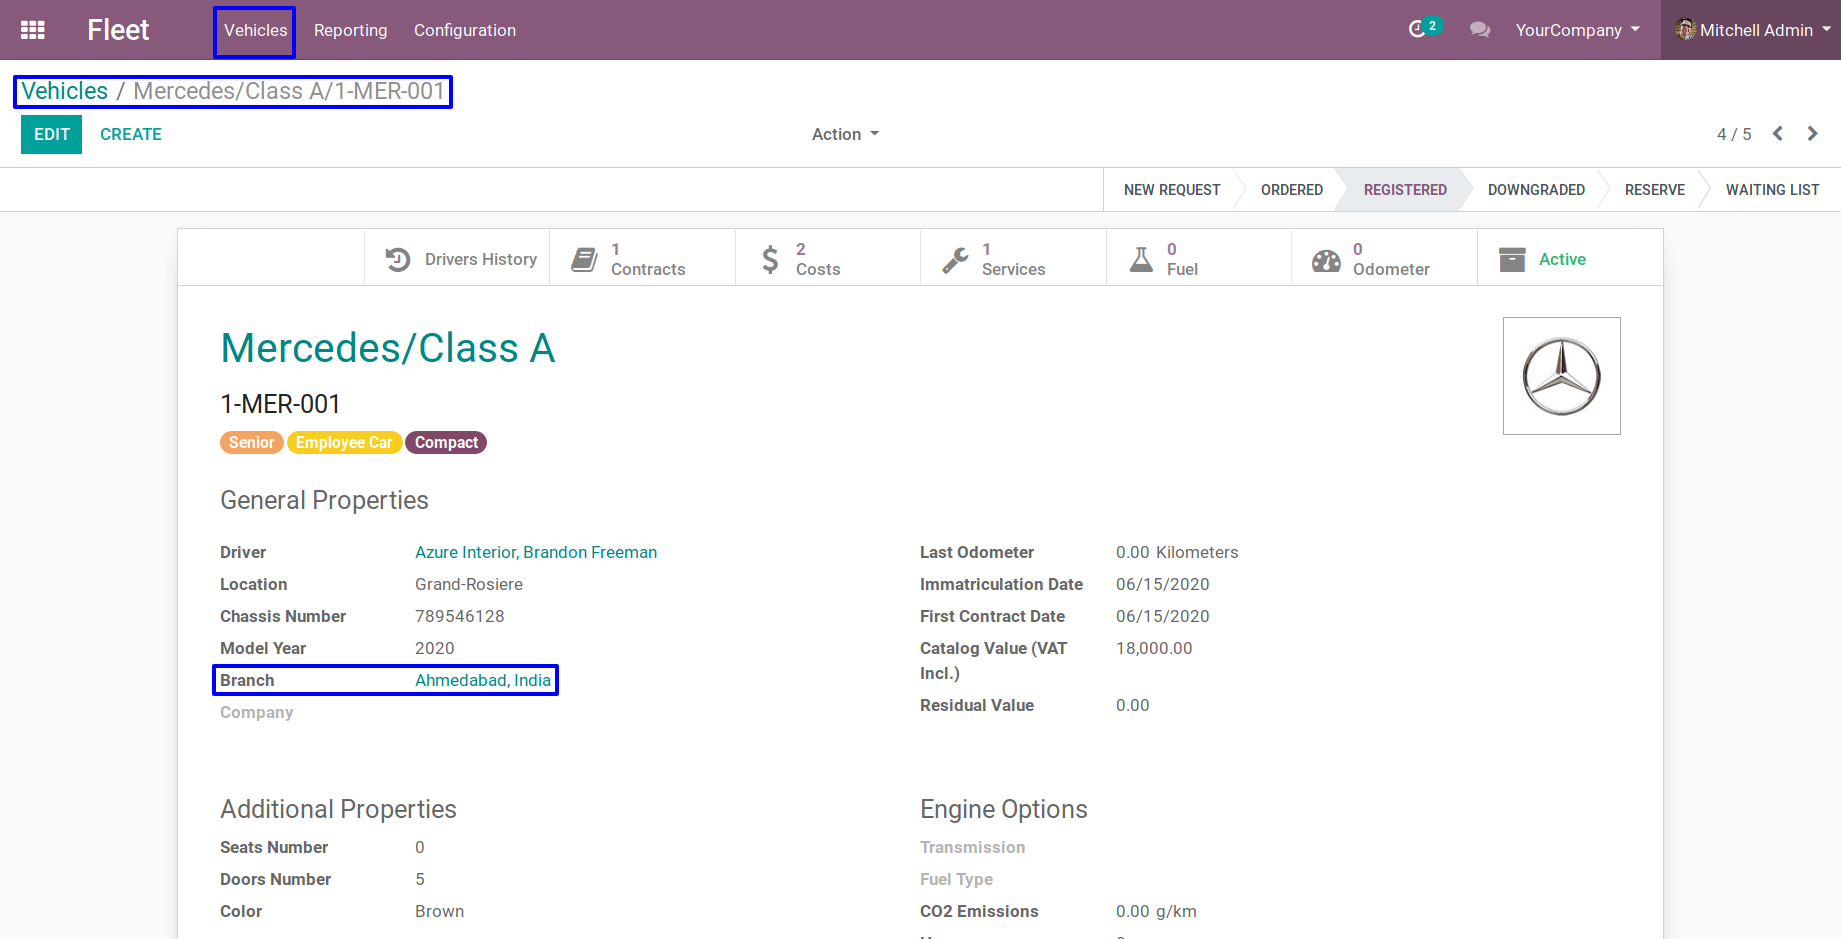 Fleet Vehicles Reporting Configuration 2 YourCompany Mitchell Admin
Vehicles / Mercedes/Class A/1-MER-001
EDIT CREATE Action 4 / 5
NEW REQUEST ORDERED REGISTERED DOWNGRADED RESERVE WAITING LIST
Drivers History
1
Contracts
2
Costs
1
Services
0
Fuel
0
Odometer
Active
Mercedes/Class A
1-MER-001
Senior Employee Car Compact
General Properties
Driver Azure Interior, Brandon Freeman
Location Grand-Rosiere
Chassis Number 789546128
Model Year 2020
Branch Ahmedabad, India
Company
Last Odometer 0.00 Kilometers
Immatriculation Date 06/15/2020
First Contract Date 06/15/2020
Catalog Value (VAT 18,000.00
Incl.)
Residual Value 0.00
Additional Properties
Seats Number 0
Doors Number 5
Color Brown
Engine Options
Transmission
Fuel Type
CO2 Emissions 0.00 g/km